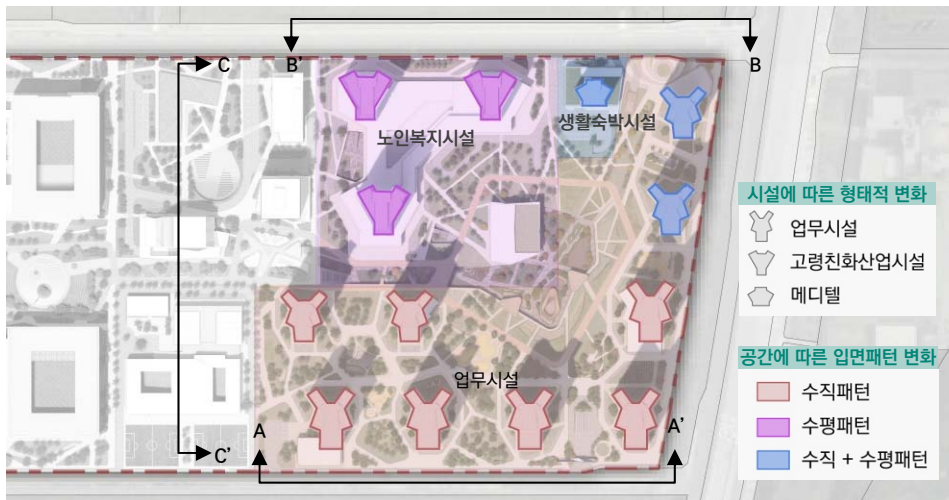 C
B'
B
노인복지시설
생활숙박시설
시설에 따른 형태적 변화
업무시설
고령친화산업시설
메디텔
공간에 따른 입면패턴 변화
수직패턴
수평패턴
수직 + 수평패턴
업무시설
A
A'
C'